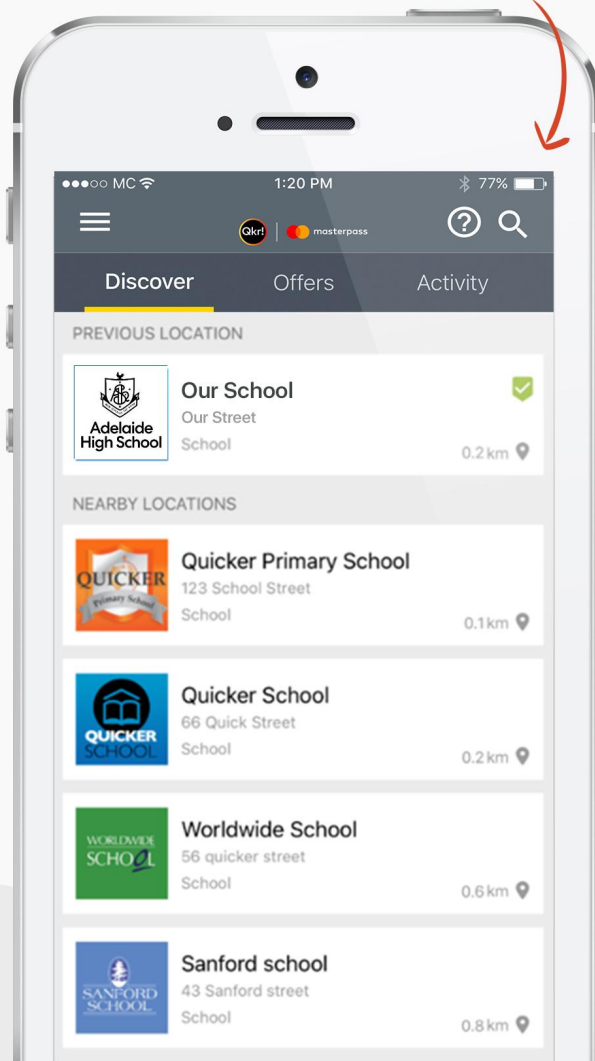 MC 1:20 PM 77%
Qkr! masterpass
Discover Offers Activity
PREVIOUS LOCATION
Adelaide
High School
Our School
Our Street
School
0.2 km
NEARBY LOCATIONS
QUICKER
Primary School
Quicker Primary School
123 School Street
School
0.1 km
QUICKER
SCHOOL
Quicker School
66 Quick Street
School
0.2 km
WORLDWIDE
SCHOOL
Worldwide School
56 quicker street
School
0.6 km
SANFORD
SCHOOL
Sanford school
43 Sanford street
School
0.8 km